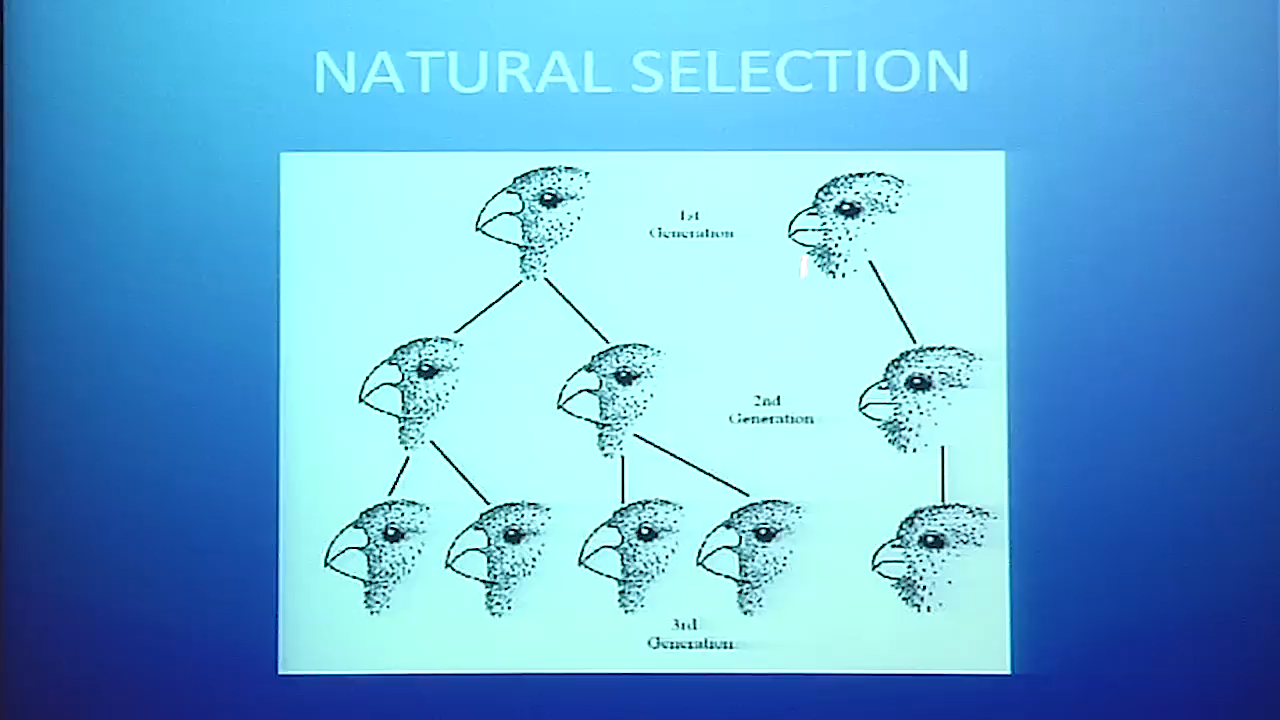 NATURAL SELECTION
1st
Generation
2nd
Generation
3rd
Generation